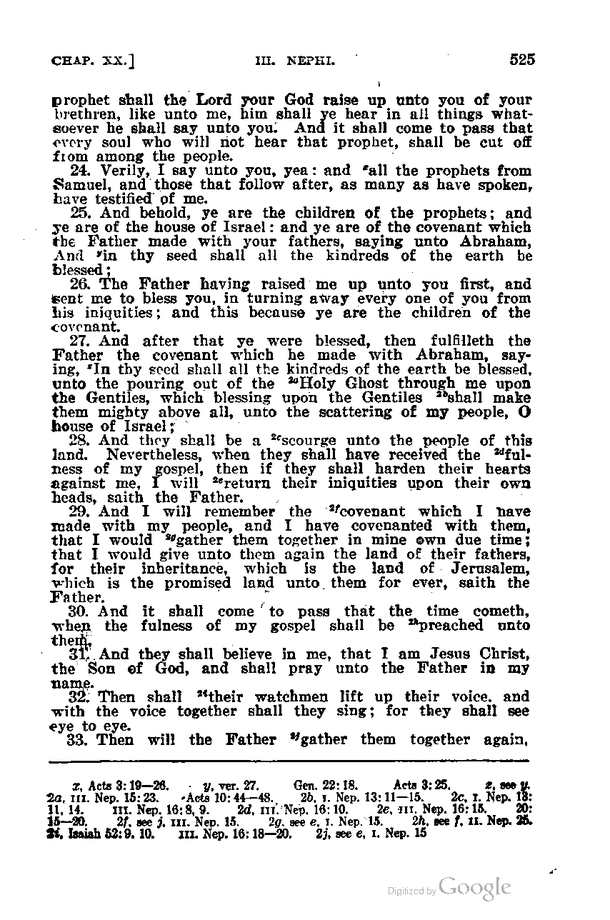 CHAP. XX.] III. NEPHI. 525
prophet shall the Lord your God raise up unto you of your
brethren, like unto me, him shall ye hear in all things what-
soever he shall say unto you. And it shall come to pass that
every soul who will not hear that prophet, shall be cut off
from among the people.
24. Verily, I say unto you, yea: and ˣall the prophets from
Samuel, and those that follow after, as many as have spoken,
have testified of me.
25. And behold, ye are the children of the prophets; and
ye are of the house of Israel: and ye are of the covenant which
the Father made with your fathers, saying unto Abraham,
And ʸin thy seed shall all the kindreds of the earth be
blessed;
26. The Father having raised me up unto you first, and
sent me to bless you, in turning away every one of you from
his iniquities; and this because ye are the children of the
covenant.
27. And after that ye were blessed, then fulfilleth the
Father the covenant which he made with Abraham, say-
ing, ᶻIn thy seed shall all the kindreds of the earth be blessed,
unto the pouring out of the ²ᵃHoly Ghost through me upon
the Gentiles, which blessing upon the Gentiles ²ᵇshall make
them mighty above all, unto the scattering of my people, O
house of Israel;
28. And they shall be a ²ᶜscourge unto the people of this
land. Nevertheless, when they shall have received the ²ᵈful-
ness of my gospel, then if they shall harden their hearts
against me, I will ²ᵉreturn their iniquities upon their own
heads, saith the Father.
29. And I will remember the ²ᶠcovenant which I have
made with my people, and I have covenanted with them,
that I would ²ᵍgather them together in mine own due time;
that I would give unto them again the land of their fathers,
for their inheritance, which is the land of Jerusalem,
which is the promised land unto them for ever, saith the
Father.
30. And it shall come to pass that the time cometh,
when the fulness of my gospel shall be ²ʰpreached unto
them,
31. And they shall believe in me, that I am Jesus Christ,
the Son of God, and shall pray unto the Father in my
name.
32. Then shall ²ⁱtheir watchmen lift up their voice, and
with the voice together shall they sing; for they shall see
eye to eye.
33. Then will the Father ²ʲgather them together again,
x, Acts 3:19—26. y, ver. 27. Gen. 22:18. Acts 3:25. z, see y.
2a, III. Nep. 15:23. Acts 10:44—48. 2b, I. Nep. 13:11—15. 2c, I. Nep. 13:
11, 14. III. Nep. 16:8, 9. 2d, III. Nep. 16:10. 2e, III. Nep. 16:15. 20:
15—20. 2f, see j, III. Nep. 15. 2g, see e, I. Nep. 15. 2h, see f, II. Nep. 25.
2i, Isaiah 52:9, 10. III. Nep. 16:18—20. 2j, see e, I. Nep. 15
Digitized by Google